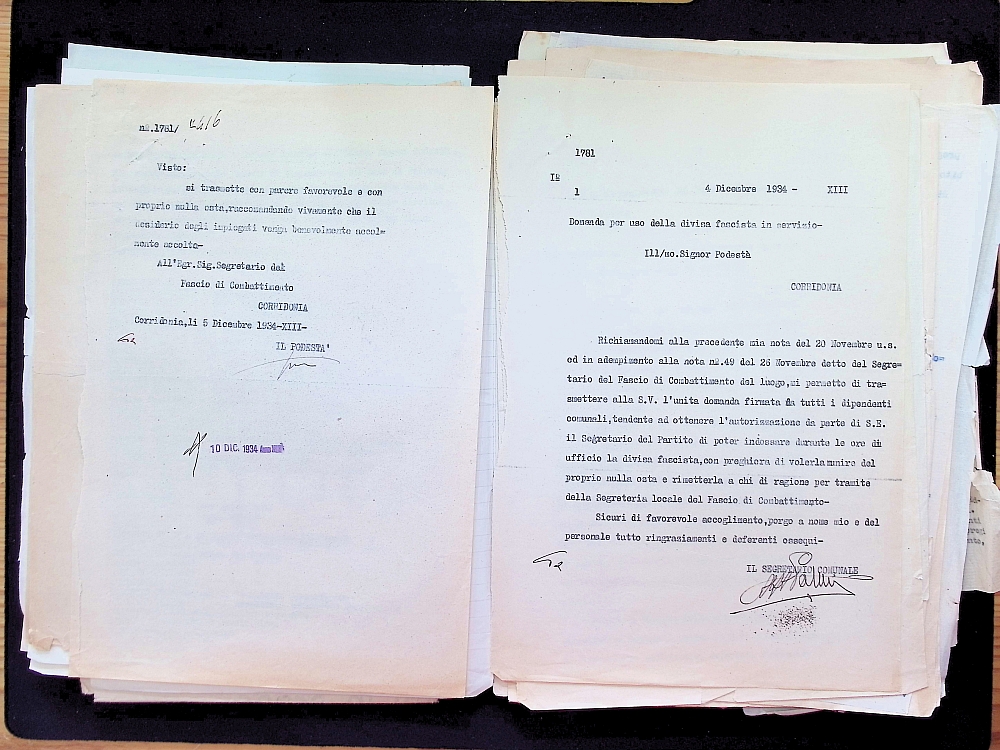 nº.1781/
Visto:
si trasmette con parere favorevole e con
proprio nulla osta,raccomandando vivamente che il
desiderio degli impiegati venga benevolmente accol=
mente accolto-
All'Egr.Sig.Segretario del
Fascio di Combattimento
CORRIDONIA
Corridonia,li 5 Dicembre 1934-XIII-
IL PODESTA'
10 DIC. 1934
1781
1
4 Dicembre 1934 - XIII
Domanda per uso della divisa fascista in servizio-
Ill/mo.Signor Podestà
CORRIDONIA
Richiamandomi alla precedente mia nota del 20 Novembre u.s.
ed in adempimento alla nota nº.49 del 26 Novembre detto del Segre=
tario del Fascio di Combattimento del luogo,mi permetto di tra=
smettere alla S.V. l'unita domanda firmata da tutti i dipendenti
comunali,tendente ad ottenere l'autorizzazione da parte di S.E.
il Segretario del Partito di poter indossare durante le ore di
ufficio la divisa fascista,con preghiera di volerla munire del
proprio nulla osta e rimetterla a chi di ragione per tramite
della Segreteria locale del Fascio di Combattimento-
Sicuri di favorevole accoglimento,porgo a nome mio e del
personale tutto ringraziamenti e deferenti ossequi-
IL SEGRETARIO COMUNALE